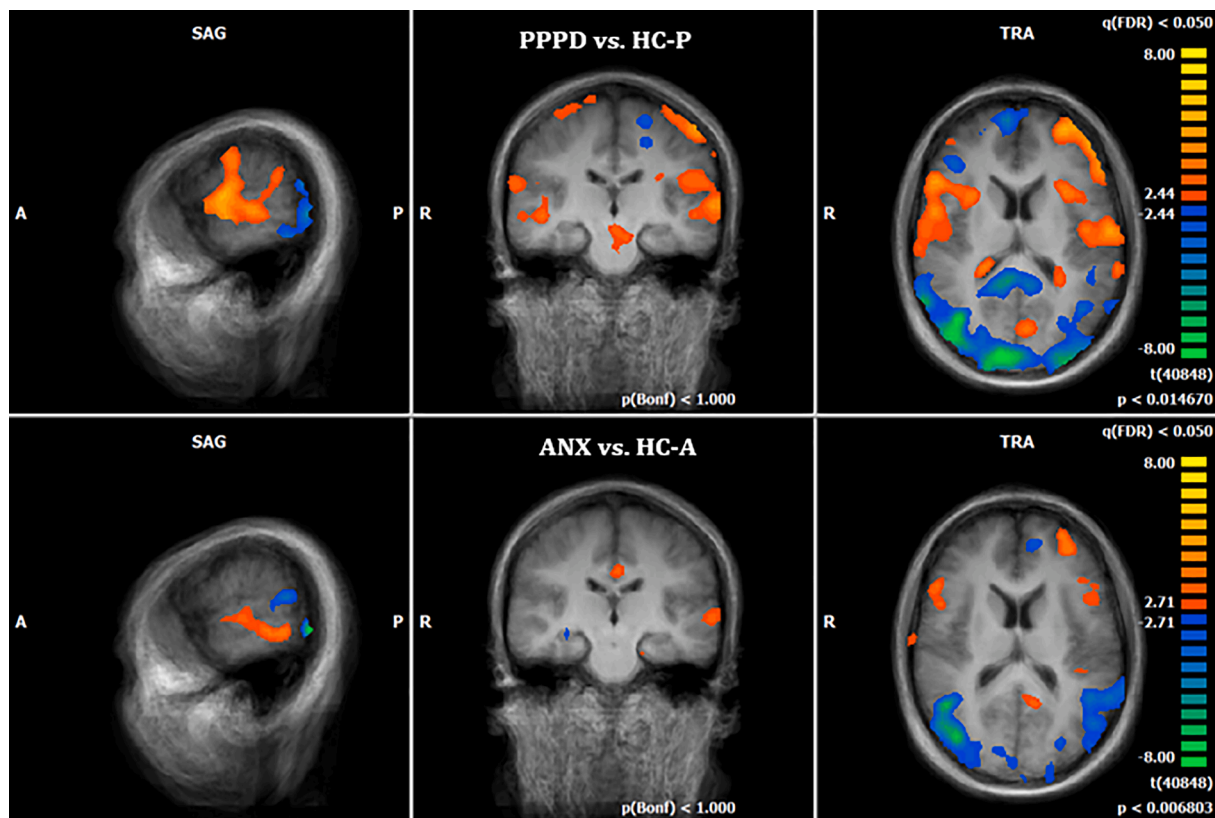 SAG
PPPD vs. HC-P
TRA
q(FDR) < 0.050
8.00
A
P
R
R
2.44
-2.44
-8.00
t(40848)
p(Bonf) < 1.000
p < 0.014670
SAG
ANX vs. HC-A
TRA
q(FDR) < 0.050
8.00
A
P
R
R
2.71
-2.71
-8.00
t(40848)
p(Bonf) < 1.000
p < 0.006803